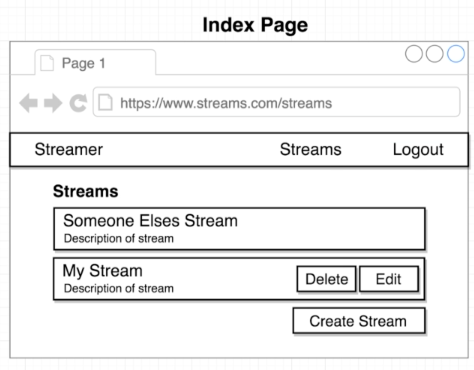 Index Page
Page 1
https://www.streams.com/streams
Streamer Streams Logout
Streams
Someone Elses Stream
Description of stream
My Stream
Description of stream
Delete Edit
Create Stream